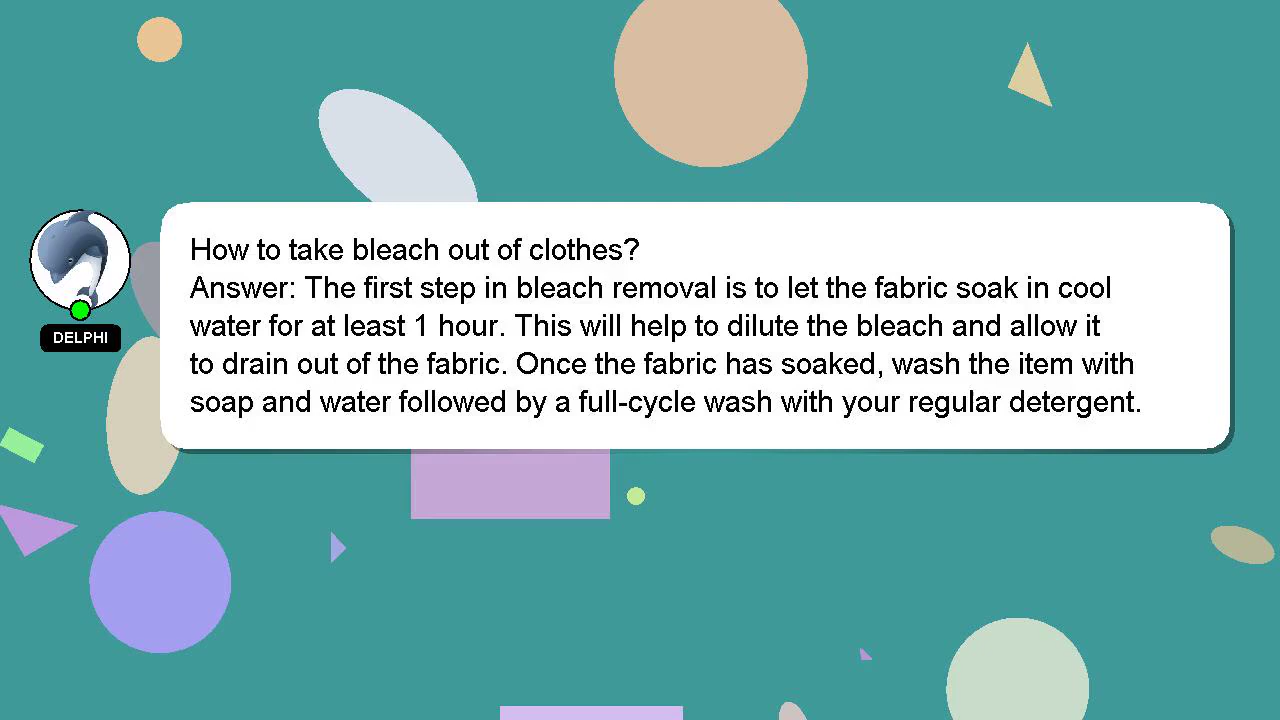 How to take bleach out of clothes?
Answer: The first step in bleach removal is to let the fabric soak in cool
water for at least 1 hour. This will help to dilute the bleach and allow it
to drain out of the fabric. Once the fabric has soaked, wash the item with
soap and water followed by a full-cycle wash with your regular detergent.
DELPHI